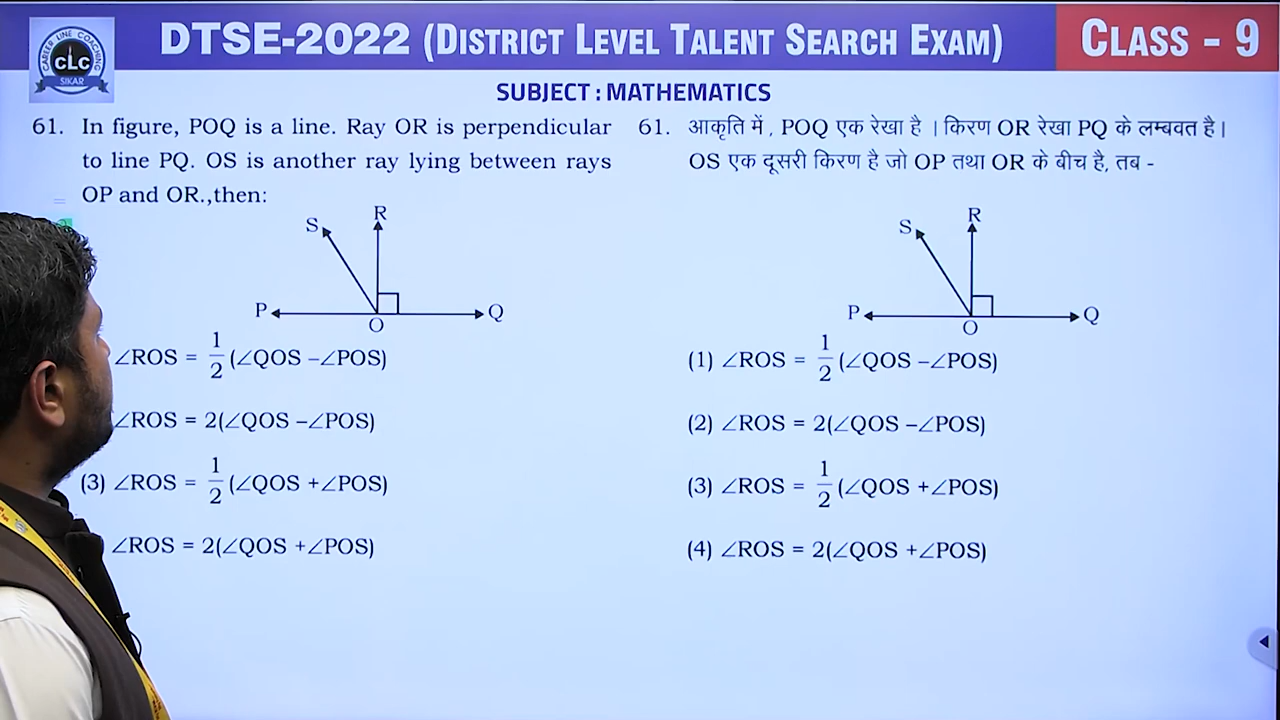 CAREER LINE COACHING
CLC
SIKAR
DTSE-2022 (DISTRICT LEVEL TALENT SEARCH EXAM)
CLASS - 9
SUBJECT : MATHEMATICS
61. In figure, POQ is a line. Ray OR is perpendicular
to line PQ. OS is another ray lying between rays
OP and OR.,then:
S R
P O Q
∠ROS = 1/2 (∠QOS –∠POS)
∠ROS = 2(∠QOS –∠POS)
(3) ∠ROS = 1/2 (∠QOS +∠POS)
∠ROS = 2(∠QOS +∠POS)
61. आकृति में , POQ एक रेखा है । किरण OR रेखा PQ के लम्बवत है।
OS एक दूसरी किरण है जो OP तथा OR के बीच है, तब -
S R
P O Q
(1) ∠ROS = 1/2 (∠QOS –∠POS)
(2) ∠ROS = 2(∠QOS –∠POS)
(3) ∠ROS = 1/2 (∠QOS +∠POS)
(4) ∠ROS = 2(∠QOS +∠POS)